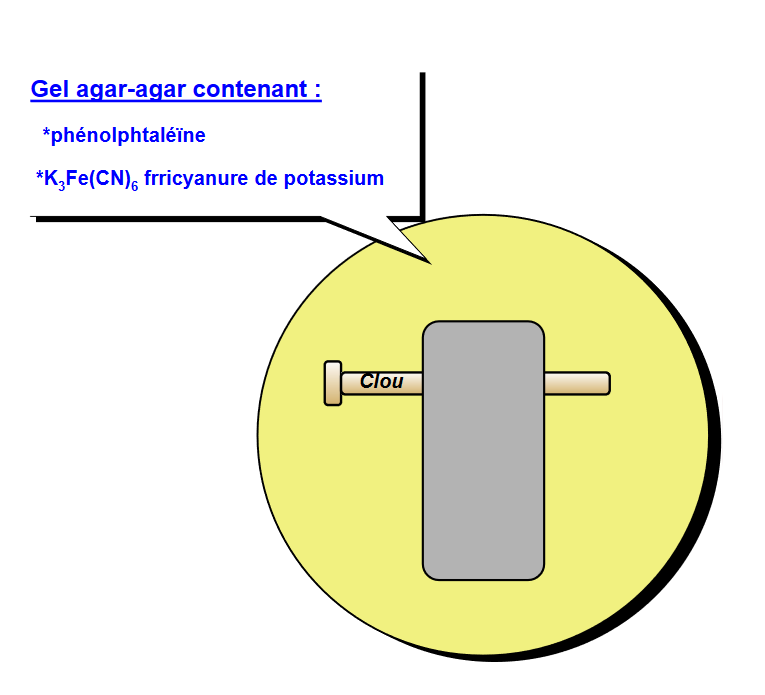 Gel agar-agar contenant :
*phénolphtaléïne
*K₃Fe(CN)₆ frricyanure de potassium
Clou